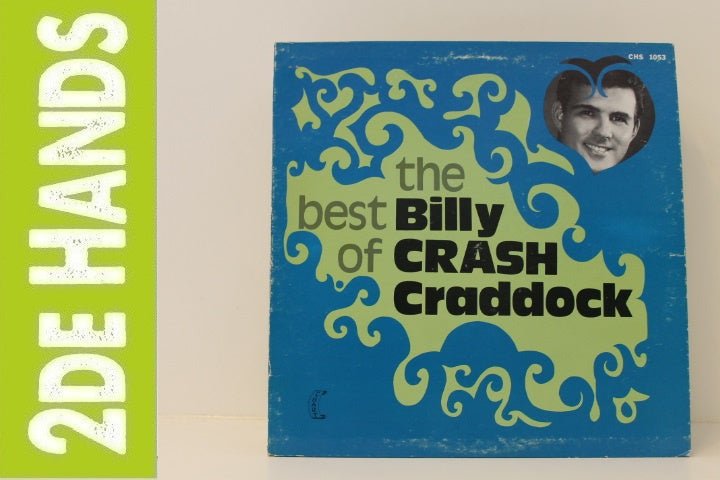 2DE HANDS
CHS 1053
the
best Billy
of CRASH
Craddock